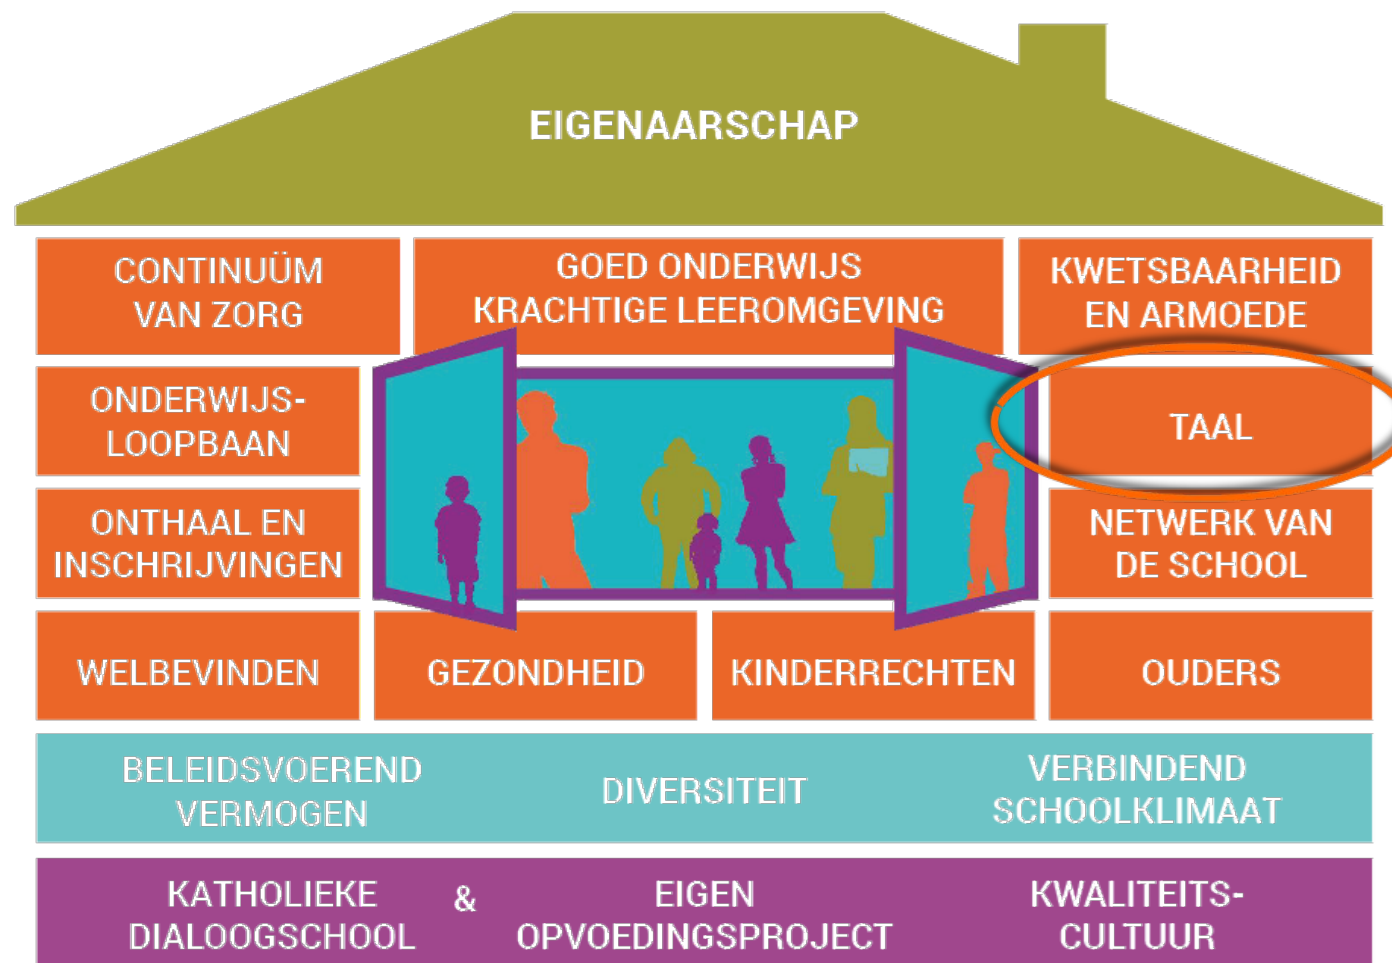 EIGENAARSCHAP
CONTINUÜM
VAN ZORG
GOED ONDERWIJS
KRACHTIGE LEEROMGEVING
KWETSBAARHEID
EN ARMOEDE
ONDERWIJS-
LOOPBAAN
TAAL
ONTHAAL EN
INSCHRIJVINGEN
NETWERK VAN
DE SCHOOL
WELBEVINDEN
GEZONDHEID
KINDERRECHTEN
OUDERS
BELEIDSVOEREND
VERMOGEN
DIVERSITEIT
VERBINDEND
SCHOOLKLIMAAT
KATHOLIEKE
DIALOOGSCHOOL
&
EIGEN
OPVOEDINGSPROJECT
KWALITEITS-
CULTUUR